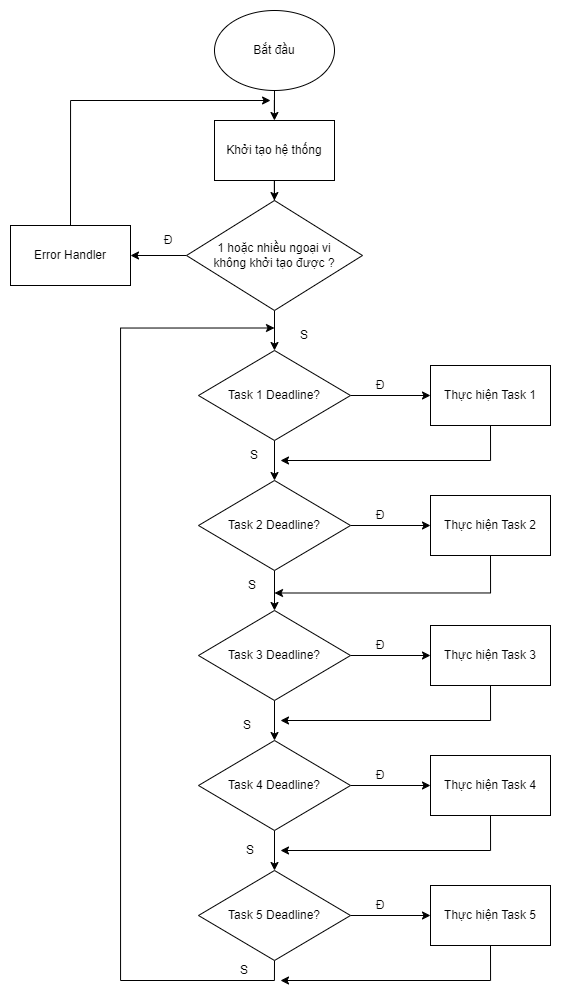 Bắt đầu
Khởi tạo hệ thống
1 hoặc nhiều ngoại vi
không khởi tạo được ?
Đ
Error Handler
S
Task 1 Deadline?
Đ
Thực hiện Task 1
S
Task 2 Deadline?
Đ
Thực hiện Task 2
S
Task 3 Deadline?
Đ
Thực hiện Task 3
S
Task 4 Deadline?
Đ
Thực hiện Task 4
S
Task 5 Deadline?
Đ
Thực hiện Task 5
S